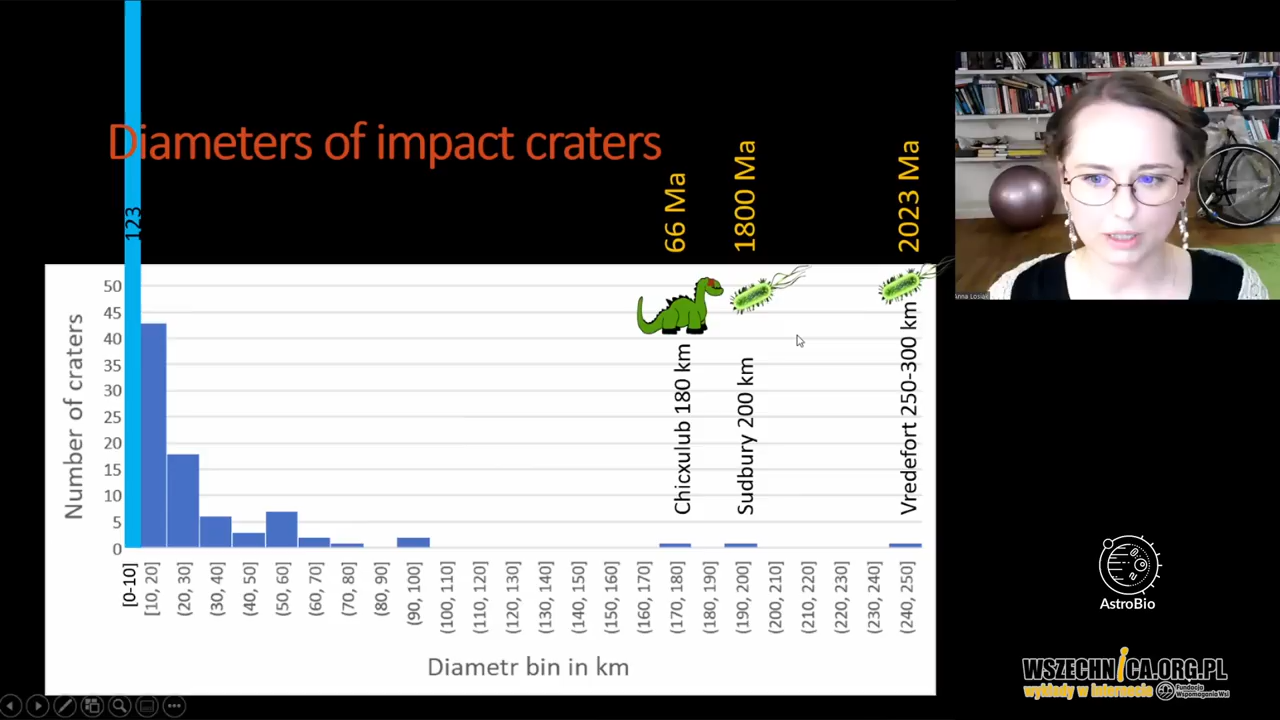 Diameters of impact craters
123
66 Ma
1800 Ma
2023 Ma
Number of craters
50
45
40
35
30
25
20
15
10
5
0
Chicxulub 180 km
Sudbury 200 km
Vredefort 250-300 km
[0-10]
[10, 20]
(20, 30]
(30, 40]
(40, 50]
(50, 60]
(60, 70]
(70, 80]
(80, 90]
(90, 100]
(100, 110]
(110, 120]
(120, 130]
(130, 140]
(140, 150]
(150, 160]
(160, 170]
(170, 180]
(180, 190]
(190, 200]
(200, 210]
(210, 220]
(220, 230]
(230, 240]
(240, 250]
Diametr bin in km
Anna Losiak
AstroBio
WSZECHNICA.ORG.PL
wykłady w internecie
Fundacja
Wspomagania Wsi